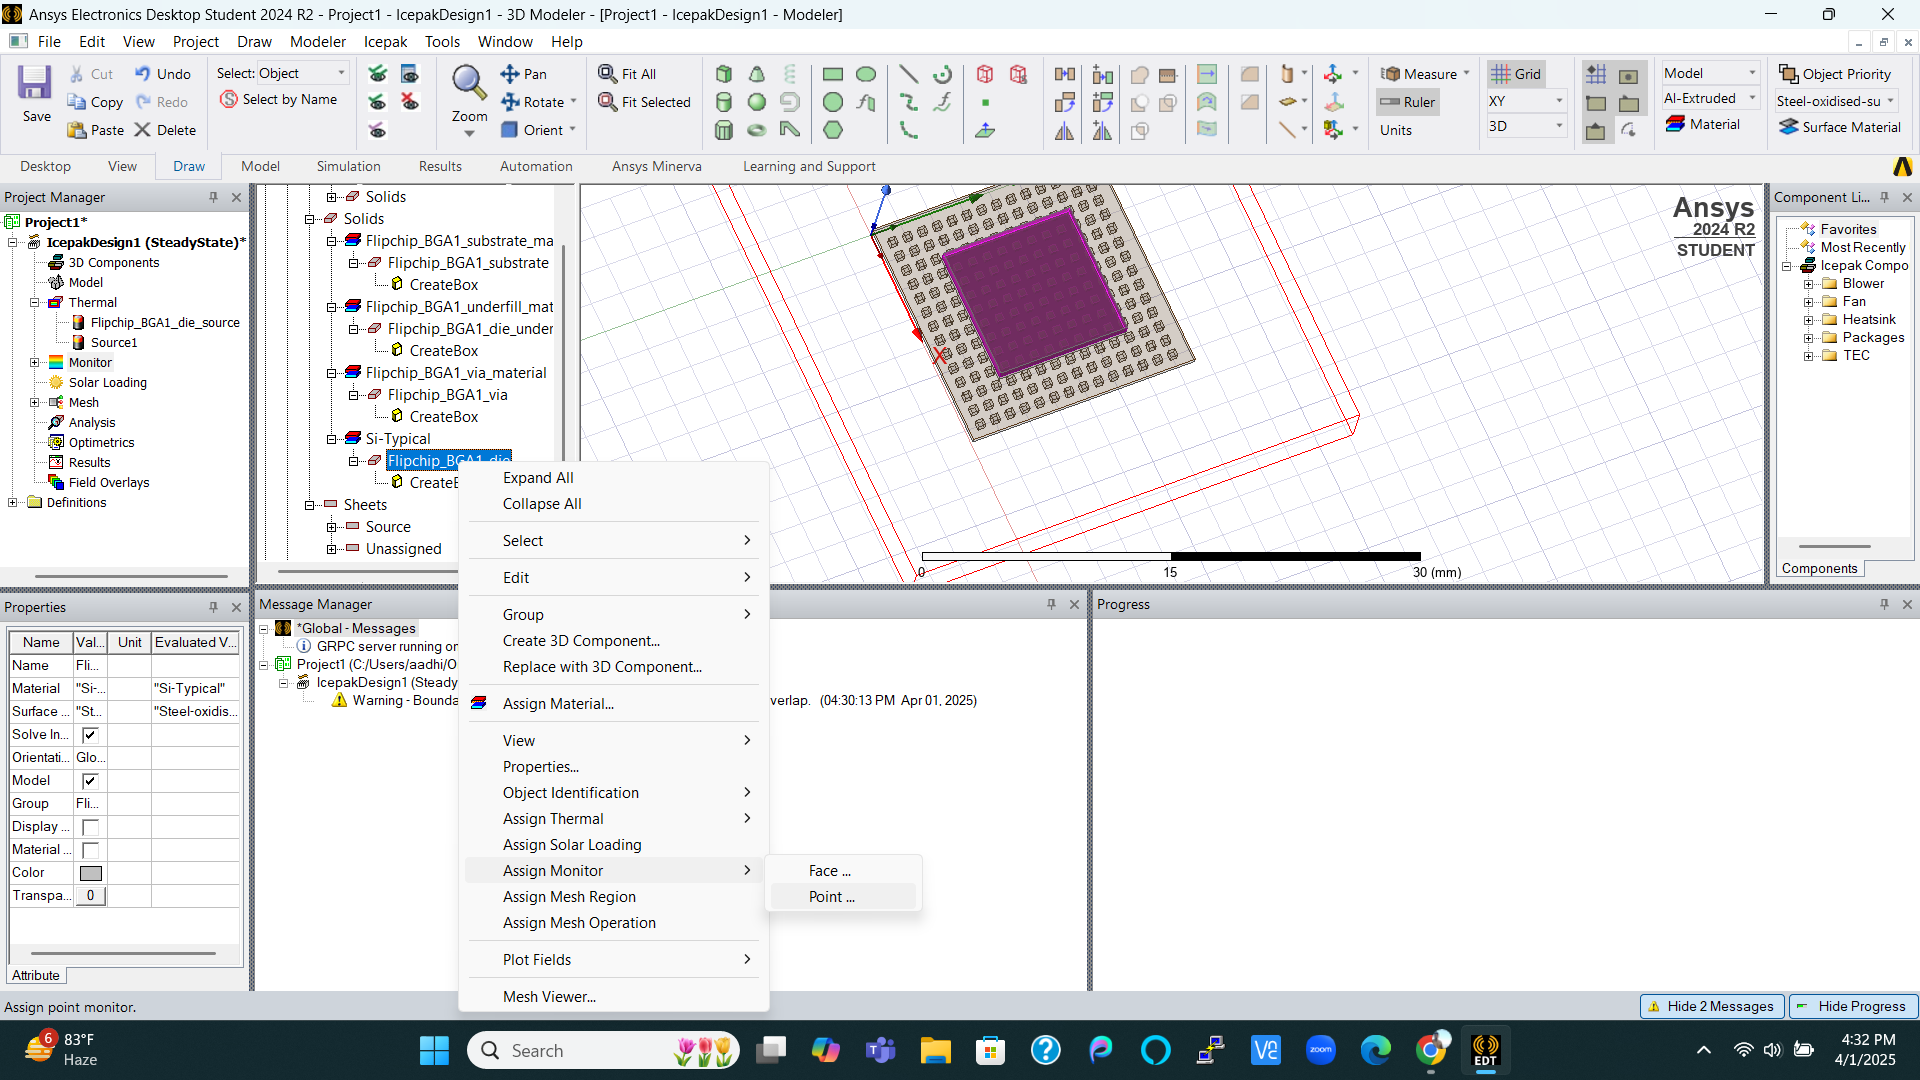 Ansys Electronics Desktop Student 2024 R2 - Project1 - IcepakDesign1 - 3D Modeler - [Project1 - IcepakDesign1 - Modeler]
File Edit View Project Draw Modeler Icepak Tools Window Help
Save
Cut
Copy
Paste
Undo
Redo
Delete
Select: Object
Select by Name
Zoom
Pan
Rotate
Orient
Fit All
Fit Selected
Measure
Ruler
Units
Grid
XY
3D
Model
Al-Extruded
Material
Object Priority
Steel-oxidised-su
Surface Material
Desktop View Draw Model Simulation Results Automation Ansys Minerva Learning and Support
Project Manager
Project1*
IcepakDesign1 (SteadyState)*
3D Components
Model
Thermal
Flipchip_BGA1_die_source
Source1
Monitor
Solar Loading
Mesh
Analysis
Optimetrics
Results
Field Overlays
Definitions
Solids
Solids
Flipchip_BGA1_substrate_ma
Flipchip_BGA1_substrate
CreateBox
Flipchip_BGA1_underfill_mat
Flipchip_BGA1_die_under
CreateBox
Flipchip_BGA1_via_material
Flipchip_BGA1_via
CreateBox
Si-Typical
Flipchip_BGA1_die
CreateB
Sheets
Source
Unassigned
Expand All
Collapse All
Select
Edit
Group
Create 3D Component...
Replace with 3D Component...
Assign Material...
View
Properties...
Object Identification
Assign Thermal
Assign Solar Loading
Assign Monitor
Assign Mesh Region
Assign Mesh Operation
Plot Fields
Mesh Viewer...
Face ...
Point ...
X
0 15 30 (mm)
Ansys
2024 R2
STUDENT
Component Li...
Favorites
Most Recently
Icepak Compo
Blower
Fan
Heatsink
Packages
TEC
Components
Properties
Name Val... Unit Evaluated V...
Name Fli...
Material "Si-... "Si-Typical"
Surface ... "St... "Steel-oxidis...
Solve In...
Orientati... Glo...
Model
Group Fli...
Display ...
Material ...
Color
Transpa... 0
Attribute
Message Manager
*Global - Messages
GRPC server running on
Project1 (C:/Users/aadhi/O
IcepakDesign1 (Steady
Warning - Bounda
verlap. (04:30:13 PM Apr 01, 2025)
Progress
Assign point monitor.
Hide 2 Messages
Hide Progress
6
83°F
Haze
Search
zoom
EDT
4:32 PM
4/1/2025